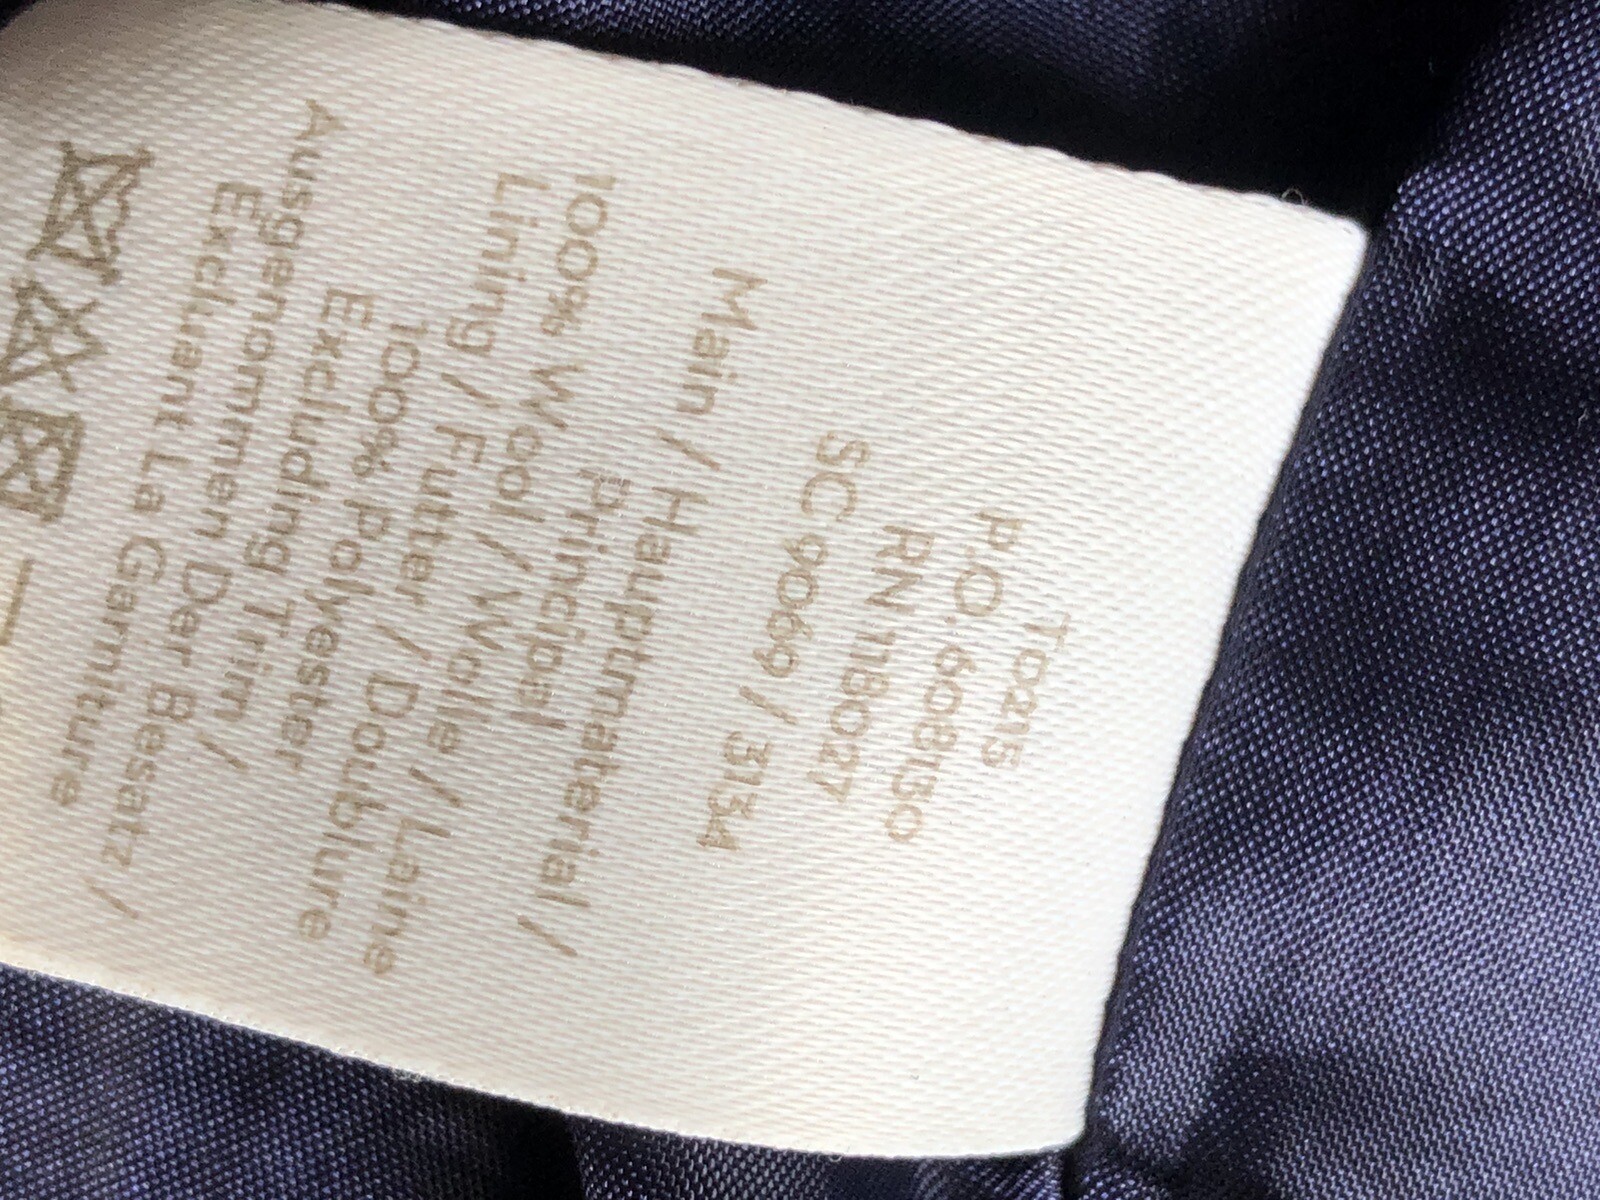 T0215
P.O. 608130
RN 118027
SC 9069 / 3134
Main / Hauptmaterial /
Principal
100% Wool / Wolle / Laine
Lining / Futter / Doublure
100% Polyester
Excluding Trim /
Ausgenommen Der Besatz /
Excluant La Garniture